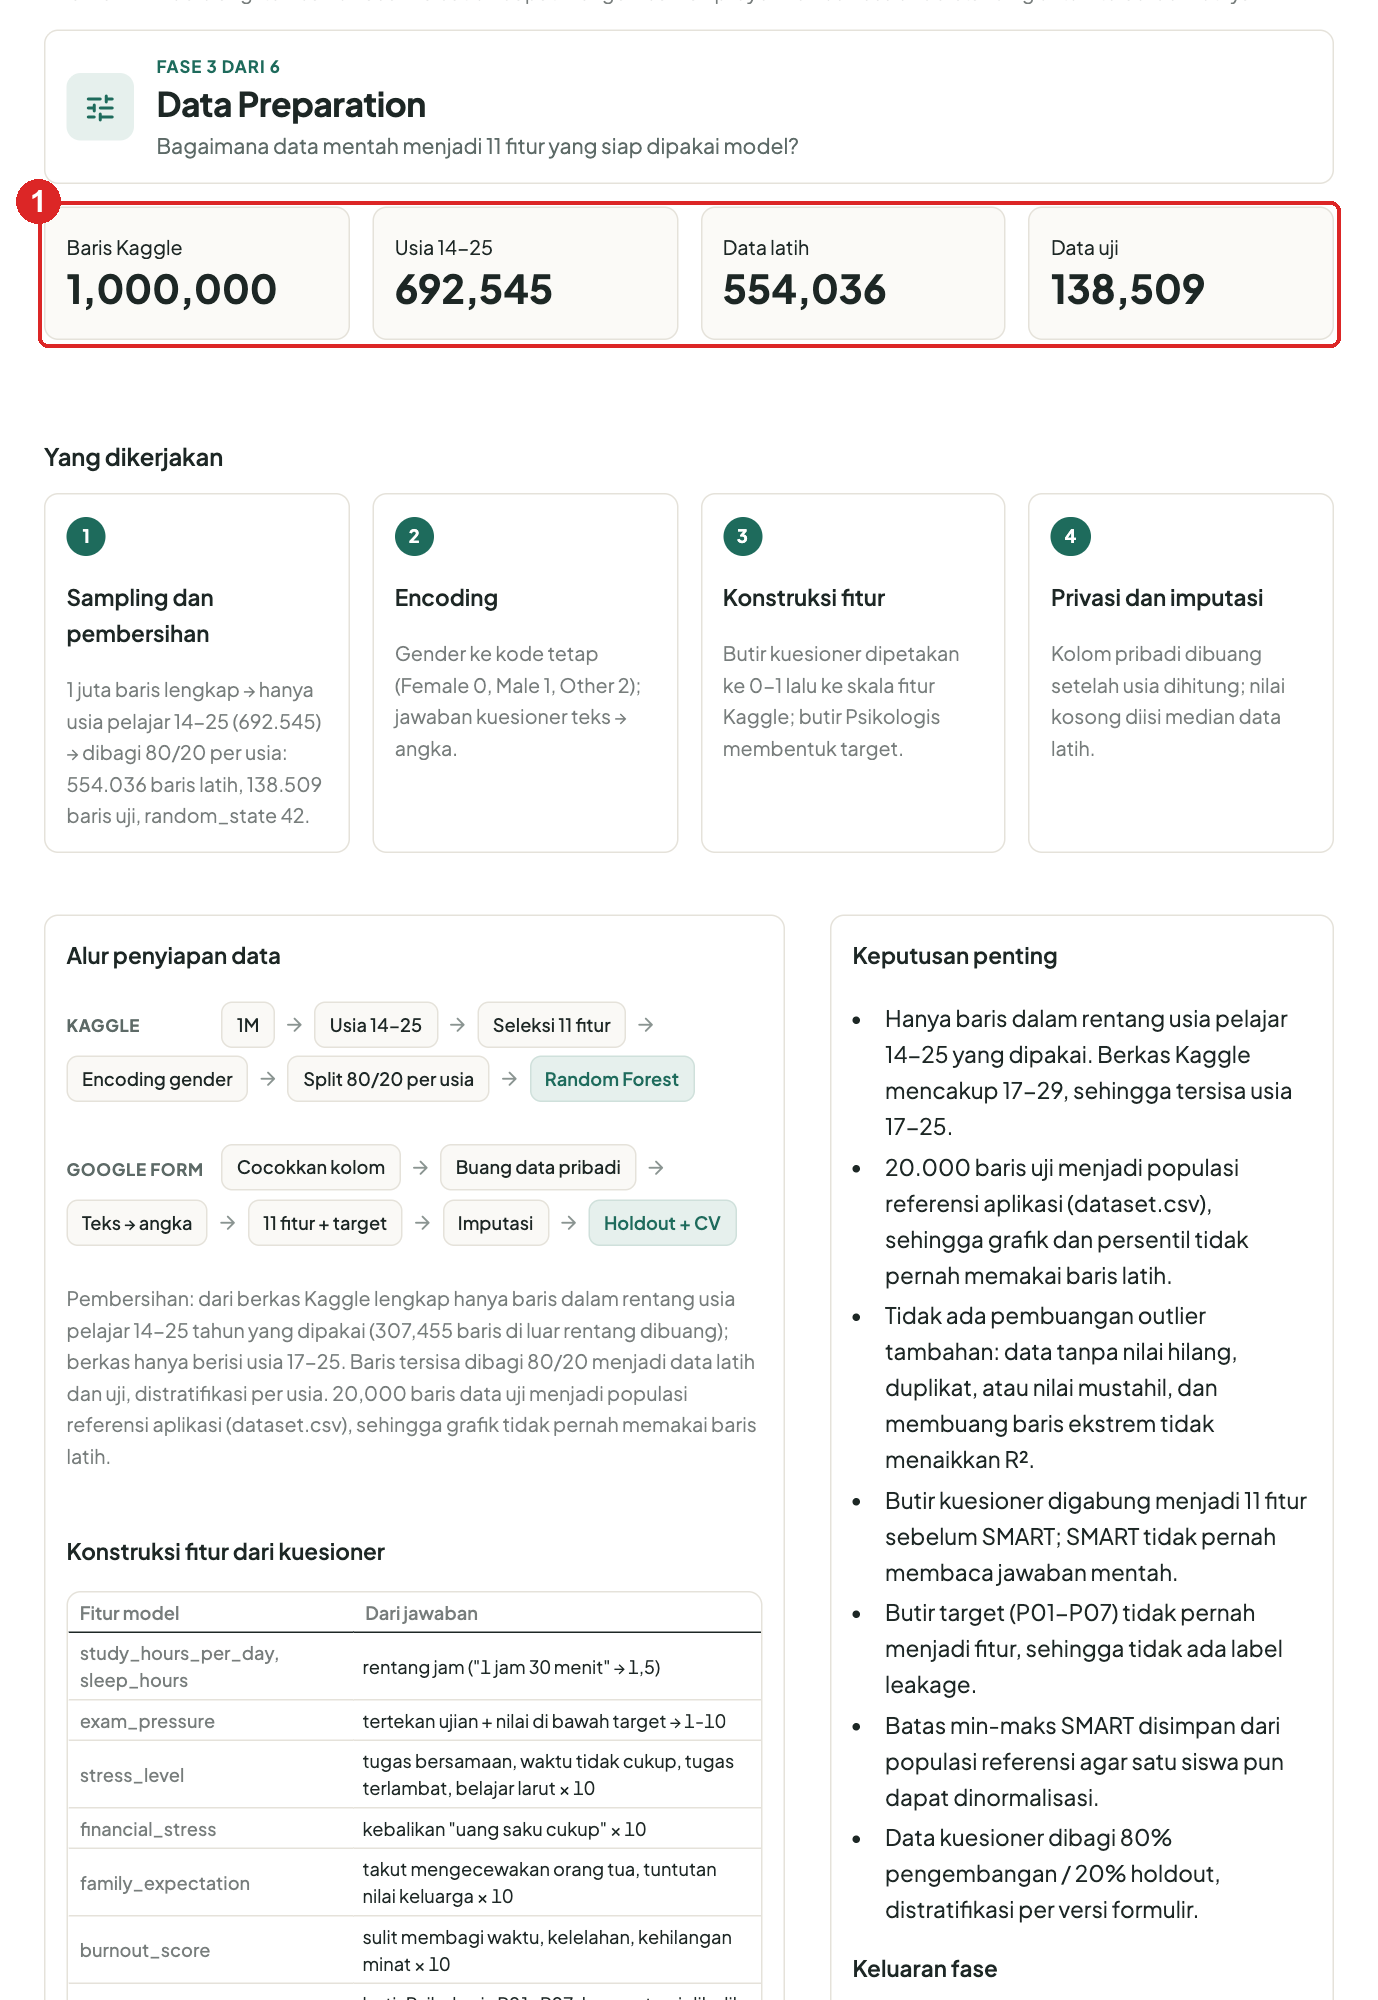 FASE 3 DARI 6
Data Preparation
Bagaimana data mentah menjadi 11 fitur yang siap dipakai model?
1
Baris Kaggle
1,000,000
Usia 14–25
692,545
Data latih
554,036
Data uji
138,509
Yang dikerjakan
1
Sampling dan
pembersihan
1 juta baris lengkap → hanya
usia pelajar 14–25 (692.545)
→ dibagi 80/20 per usia:
554.036 baris latih, 138.509
baris uji, random_state 42.
2
Encoding
Gender ke kode tetap
(Female 0, Male 1, Other 2);
jawaban kuesioner teks →
angka.
3
Konstruksi fitur
Butir kuesioner dipetakan
ke 0–1 lalu ke skala fitur
Kaggle; butir Psikologis
membentuk target.
4
Privasi dan imputasi
Kolom pribadi dibuang
setelah usia dihitung; nilai
kosong diisi median data
latih.
Alur penyiapan data
KAGGLE 1M → Usia 14–25 → Seleksi 11 fitur →
Encoding gender → Split 80/20 per usia → Random Forest
GOOGLE FORM Cocokkan kolom → Buang data pribadi →
Teks → angka → 11 fitur + target → Imputasi → Holdout + CV
Pembersihan: dari berkas Kaggle lengkap hanya baris dalam rentang usia
pelajar 14–25 tahun yang dipakai (307,455 baris di luar rentang dibuang);
berkas hanya berisi usia 17–25. Baris tersisa dibagi 80/20 menjadi data latih
dan uji, distratifikasi per usia. 20,000 baris data uji menjadi populasi
referensi aplikasi (dataset.csv), sehingga grafik tidak pernah memakai baris
latih.
Konstruksi fitur dari kuesioner
Fitur model Dari jawaban
study_hours_per_day,
sleep_hours
rentang jam ("1 jam 30 menit" → 1,5)
exam_pressure tertekan ujian + nilai di bawah target → 1-10
stress_level
tugas bersamaan, waktu tidak cukup, tugas
terlambat, belajar larut × 10
financial_stress kebalikan "uang saku cukup" × 10
family_expectation
takut mengecewakan orang tua, tuntutan
nilai keluarga × 10
burnout_score
sulit membagi waktu, kelelahan, kehilangan
minat × 10
Keputusan penting
• Hanya baris dalam rentang usia pelajar
14–25 yang dipakai. Berkas Kaggle
mencakup 17–29, sehingga tersisa usia
17–25.
• 20.000 baris uji menjadi populasi
referensi aplikasi (dataset.csv),
sehingga grafik dan persentil tidak
pernah memakai baris latih.
• Tidak ada pembuangan outlier
tambahan: data tanpa nilai hilang,
duplikat, atau nilai mustahil, dan
membuang baris ekstrem tidak
menaikkan R².
• Butir kuesioner digabung menjadi 11 fitur
sebelum SMART; SMART tidak pernah
membaca jawaban mentah.
• Butir target (P01–P07) tidak pernah
menjadi fitur, sehingga tidak ada label
leakage.
• Batas min-maks SMART disimpan dari
populasi referensi agar satu siswa pun
dapat dinormalisasi.
• Data kuesioner dibagi 80%
pengembangan / 20% holdout,
distratifikasi per versi formulir.
Keluaran fase